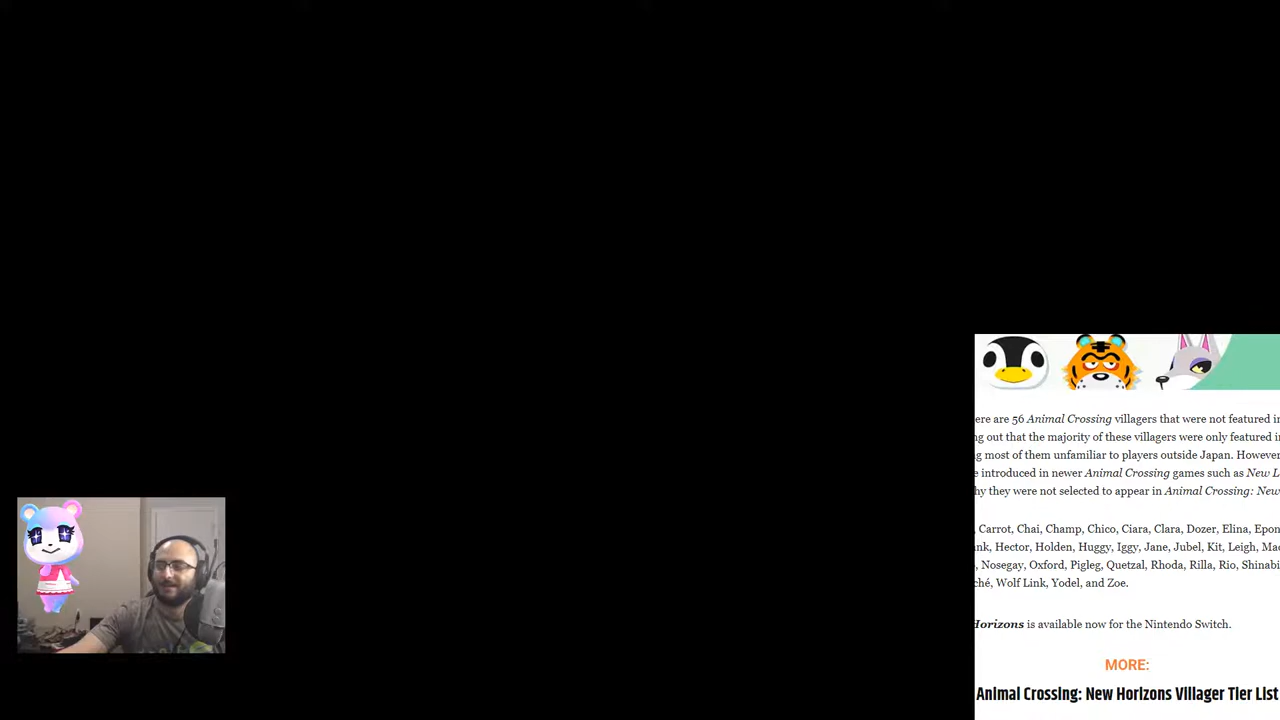 ere are 56 Animal Crossing villagers that were not featured in
ng out that the majority of these villagers were only featured in
g most of them unfamiliar to players outside Japan. However
e introduced in newer Animal Crossing games such as New L
hy they were not selected to appear in Animal Crossing: New
, Carrot, Chai, Champ, Chico, Ciara, Clara, Dozer, Elina, Epon
ank, Hector, Holden, Huggy, Iggy, Jane, Jubel, Kit, Leigh, Mac
, Nosegay, Oxford, Pigleg, Quetzal, Rhoda, Rilla, Rio, Shinabi
ché, Wolf Link, Yodel, and Zoe.
Horizons is available now for the Nintendo Switch.
MORE:
Animal Crossing: New Horizons Villager Tier List